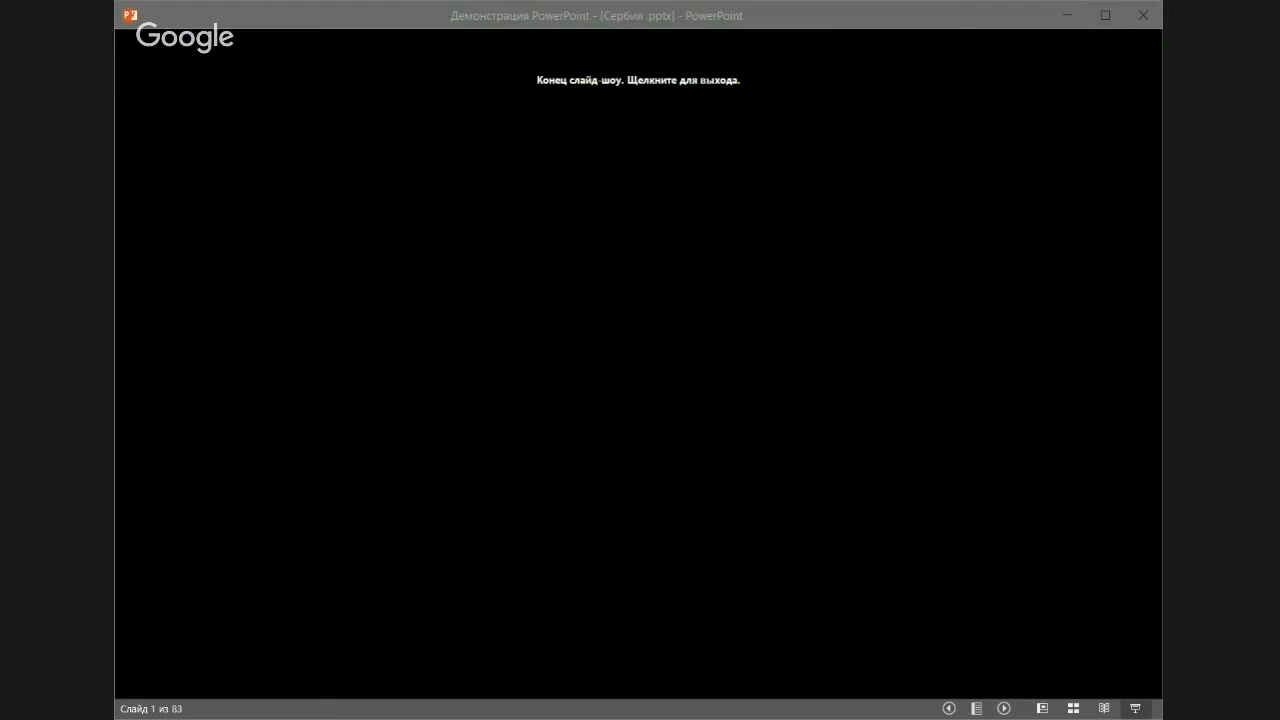 Демонстрация PowerPoint - [Сербия .pptx] - PowerPoint
Google
Конец слайд-шоу. Щелкните для выхода.
Слайд 1 из 83